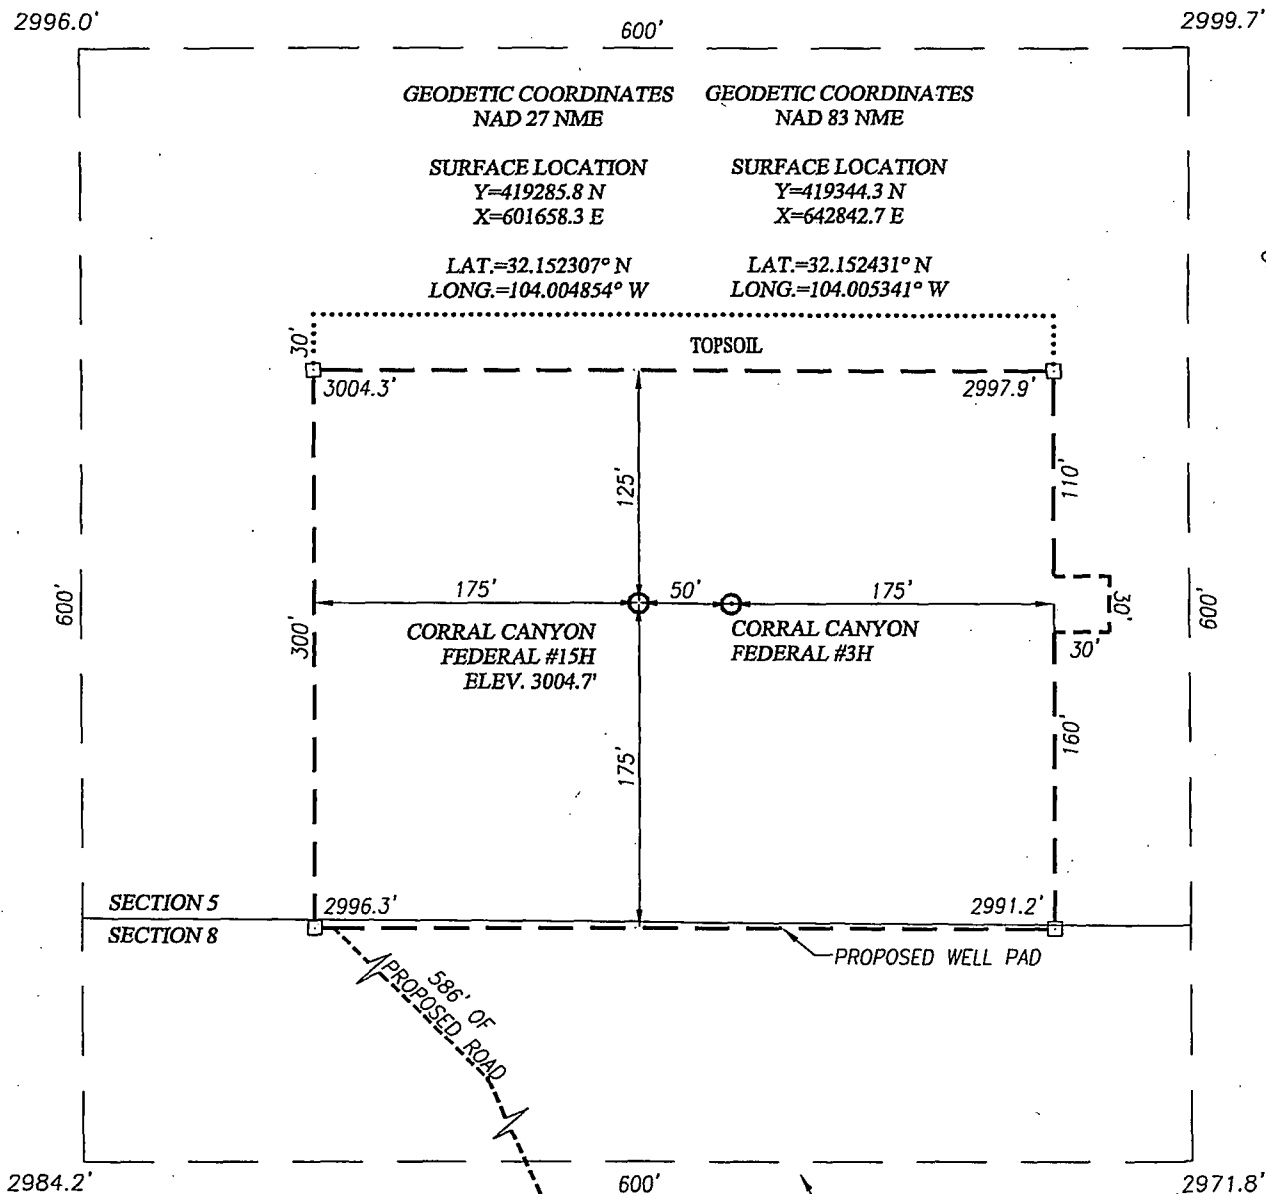 2996.0'
600'
2999.7'
GEODETIC COORDINATES
NAD 27 NME
SURFACE LOCATION
Y=419285.8 N
X=601658.3 E
LAT.=32.152307° N
LONG.=104.004854° W
GEODETIC COORDINATES
NAD 83 NME
SURFACE LOCATION
Y=419344.3 N
X=642842.7 E
LAT.=32.152431° N
LONG.=104.005341° W
30'
TOPSOIL
3004.3'
2997.9'
125'
110'
600'
300'
175'
50'
175'
30'
30'
600'
CORRAL CANYON
FEDERAL #15H
ELEV. 3004.7'
CORRAL CANYON
FEDERAL #3H
175'
160'
SECTION 5
2996.3'
2991.2'
SECTION 8
PROPOSED WELL PAD
586' OF
PROPOSED ROAD
2984.2'
600'
2971.8'